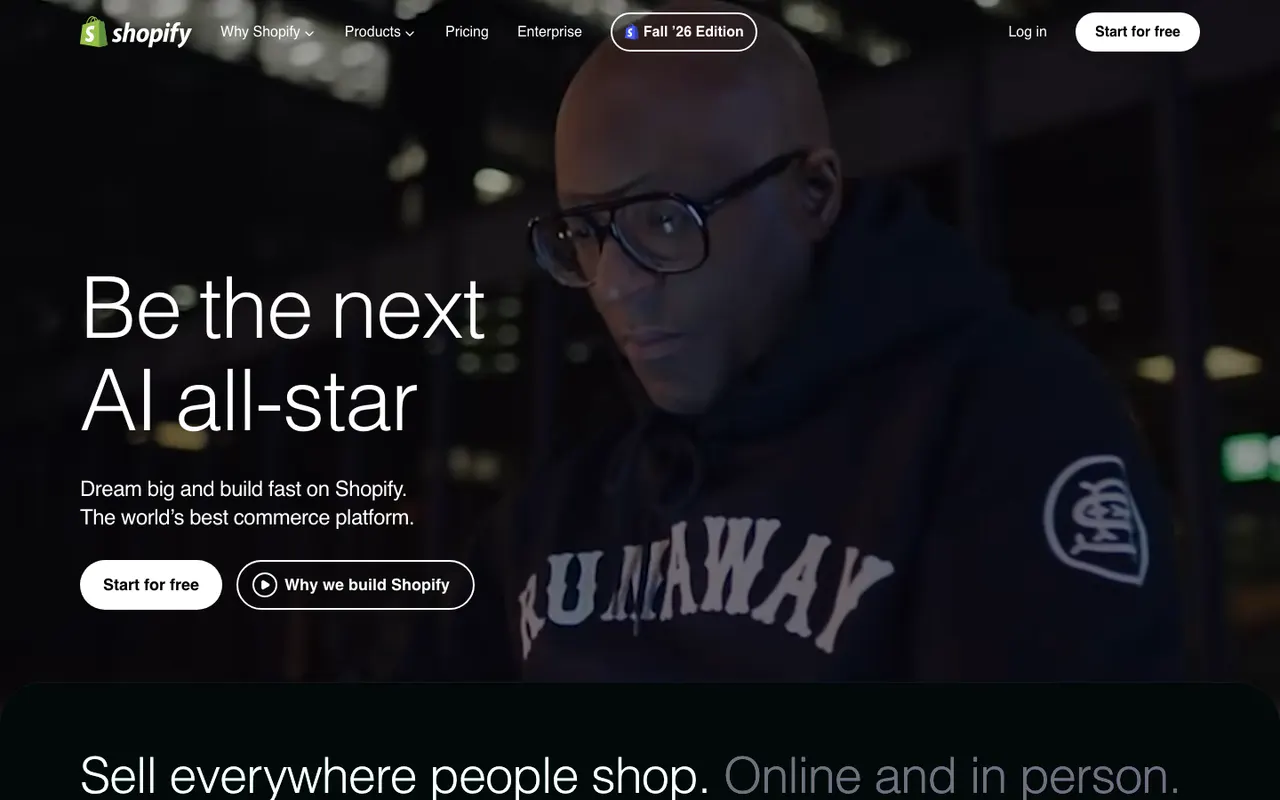 shopify
Why Shopify
Products
Pricing
Enterprise
Fall ’26 Edition
Log in
Start for free
Be the next
AI all-star
Dream big and build fast on Shopify.
The world’s best commerce platform.
Start for free
Why we build Shopify
RUNAWAY
Sell everywhere people shop. Online and in person.